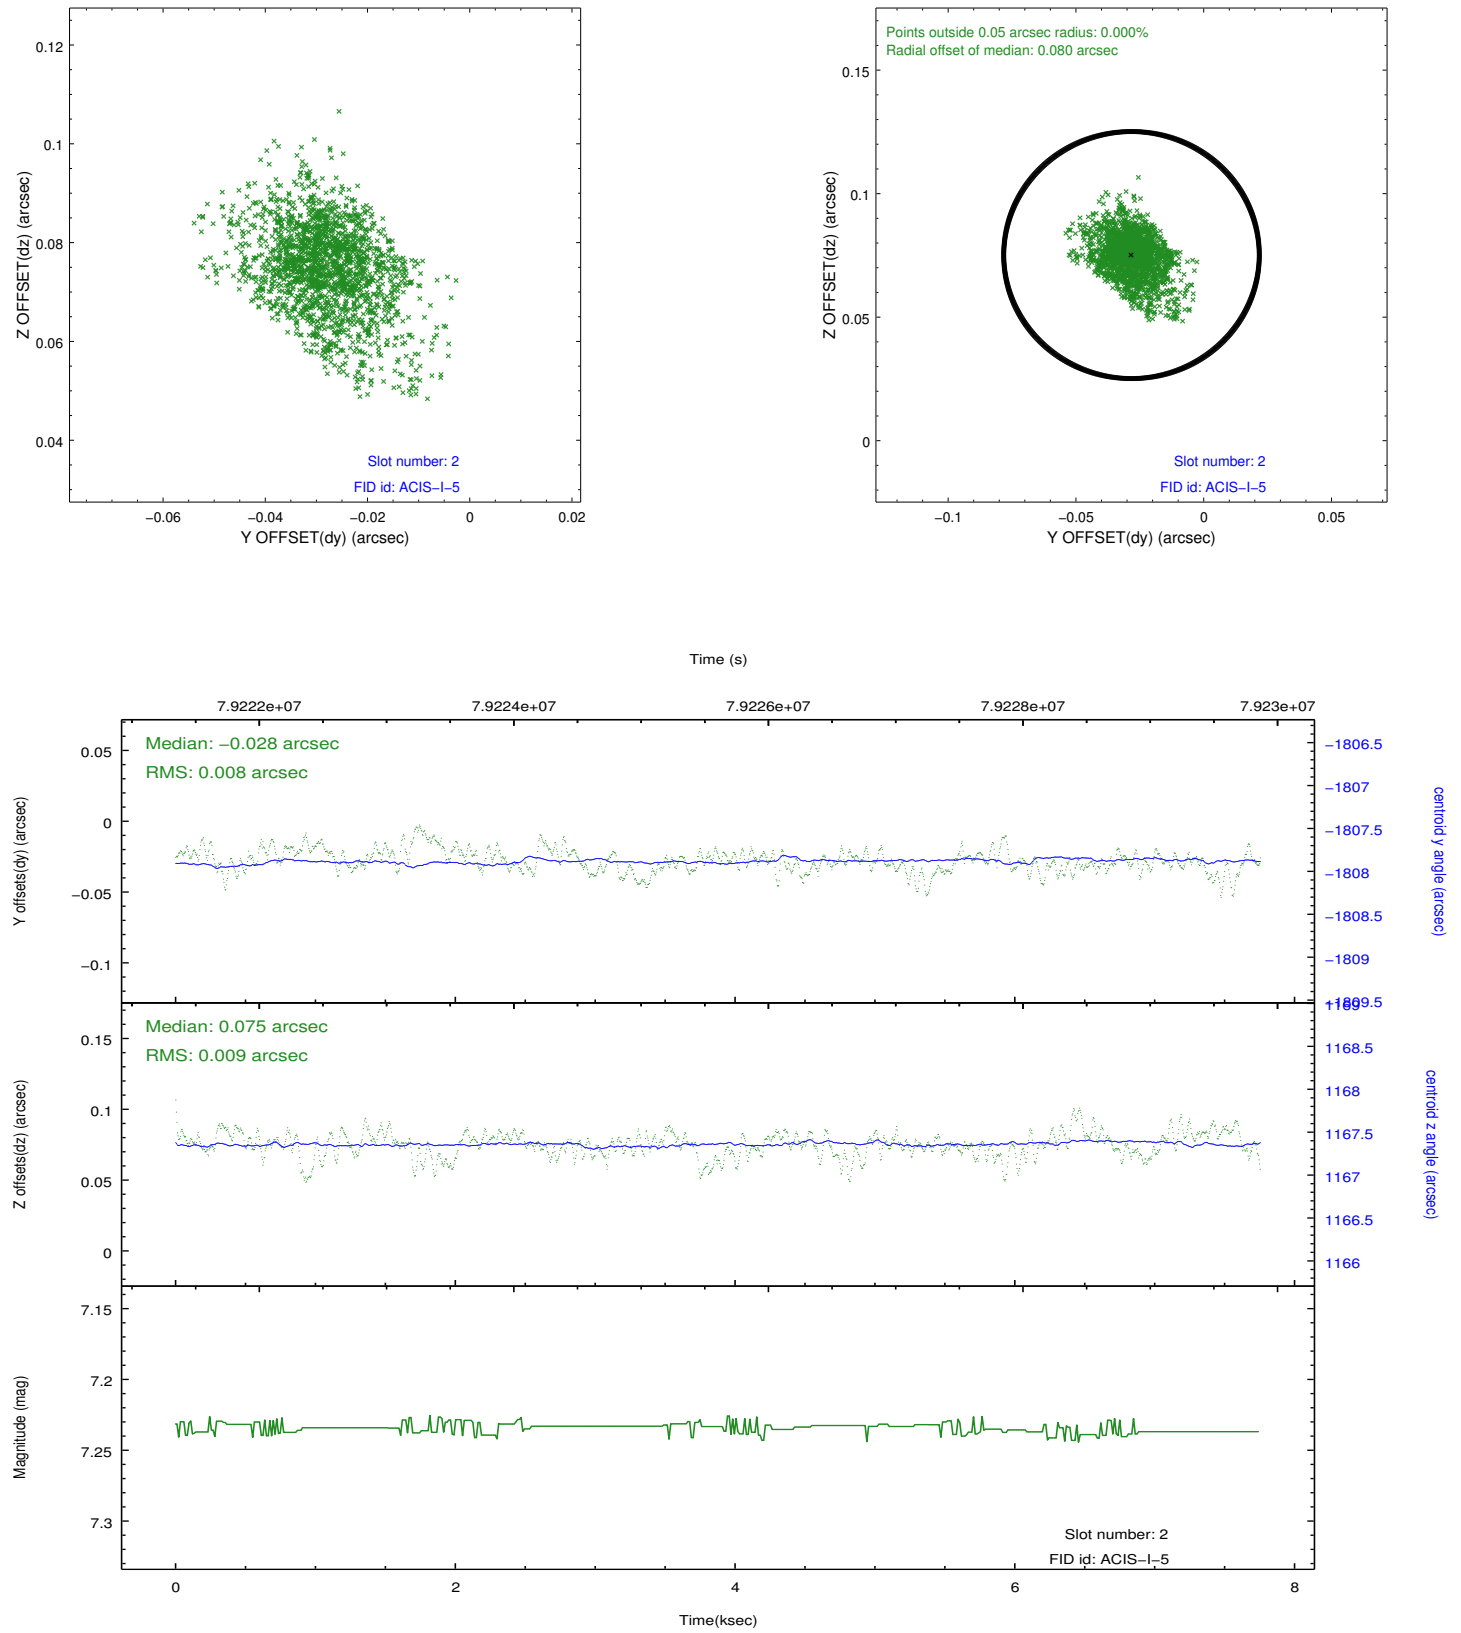 0.12
0.1
0.08
0.06
0.04
Z OFFSET(dz) (arcsec)
Slot number: 2
FID id: ACIS−I−5
−0.06 −0.04 −0.02 0 0.02
Y OFFSET(dy) (arcsec)
Points outside 0.05 arcsec radius: 0.000%
Radial offset of median: 0.080 arcsec
0.15
0.1
0.05
0
Z OFFSET(dz) (arcsec)
Slot number: 2
FID id: ACIS−I−5
−0.1 −0.05 0 0.05
Y OFFSET(dy) (arcsec)
Time (s)
7.9222e+07 7.9224e+07 7.9226e+07 7.9228e+07 7.923e+07
Median: −0.028 arcsec
RMS: 0.008 arcsec
0.05
0
−0.05
−0.1
Y offsets(dy) (arcsec)
−1806.5
−1807
−1807.5
−1808
−1808.5
−1809
−1809.5
centroid y angle (arcsec)
Median: 0.075 arcsec
RMS: 0.009 arcsec
0.15
0.1
0.05
0
Z offsets(dz) (arcsec)
1169
1168.5
1168
1167.5
1167
1166.5
1166
centroid z angle (arcsec)
7.15
7.2
7.25
7.3
Magnitude (mag)
Slot number: 2
FID id: ACIS−I−5
0 2 4 6 8
Time(ksec)